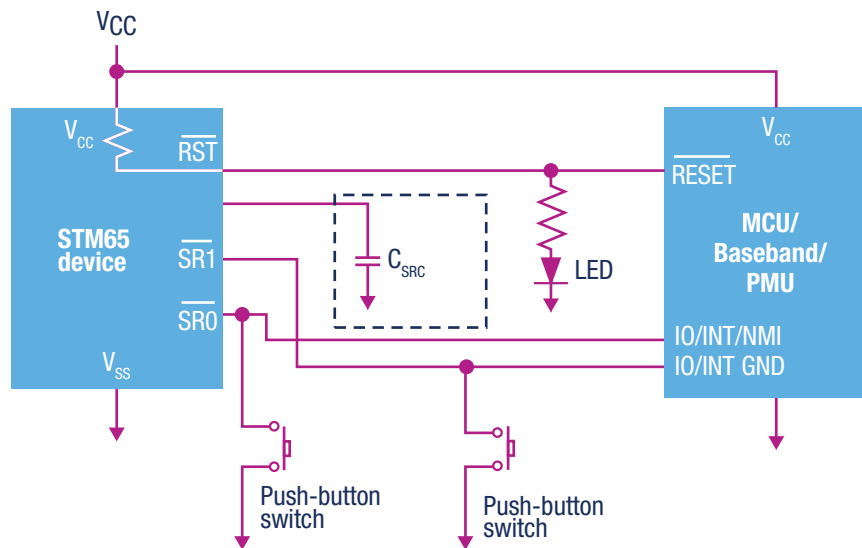 VCC
VCC
RST
STM65
device
SR1
SR0
VSS
CSRC
LED
VCC
RESET
MCU/
Baseband/
PMU
IO/INT/NMI
IO/INT GND
Push-button
switch
Push-button
switch